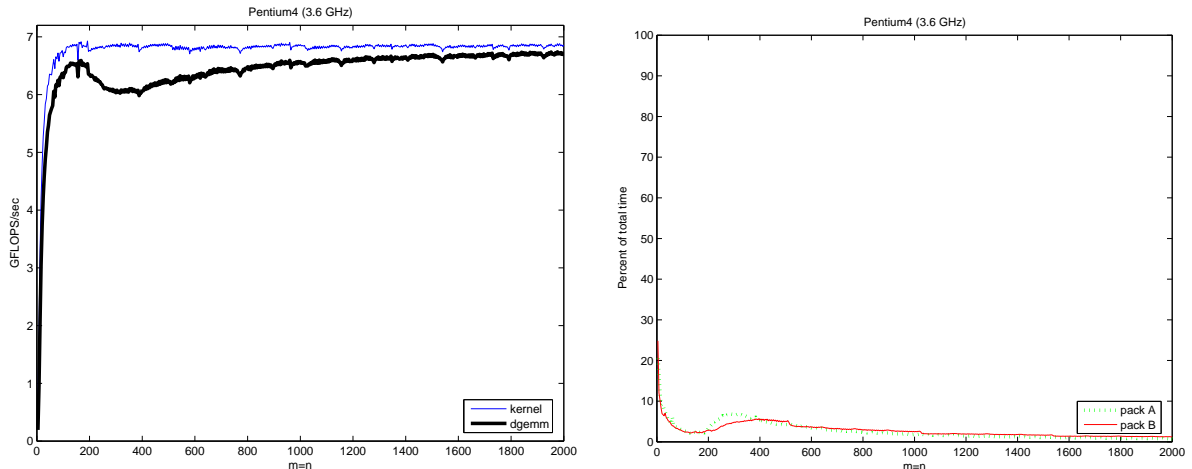 Pentium4 (3.6 GHz)
7
6
5
4
3
2
1
0
0 200 400 600 800 1000 1200 1400 1600 1800 2000
GFLOPS/sec
m=n
kernel
dgemm
Pentium4 (3.6 GHz)
100
90
80
70
60
50
40
30
20
10
0
0 200 400 600 800 1000 1200 1400 1600 1800 2000
Percent of total time
m=n
pack A
pack B